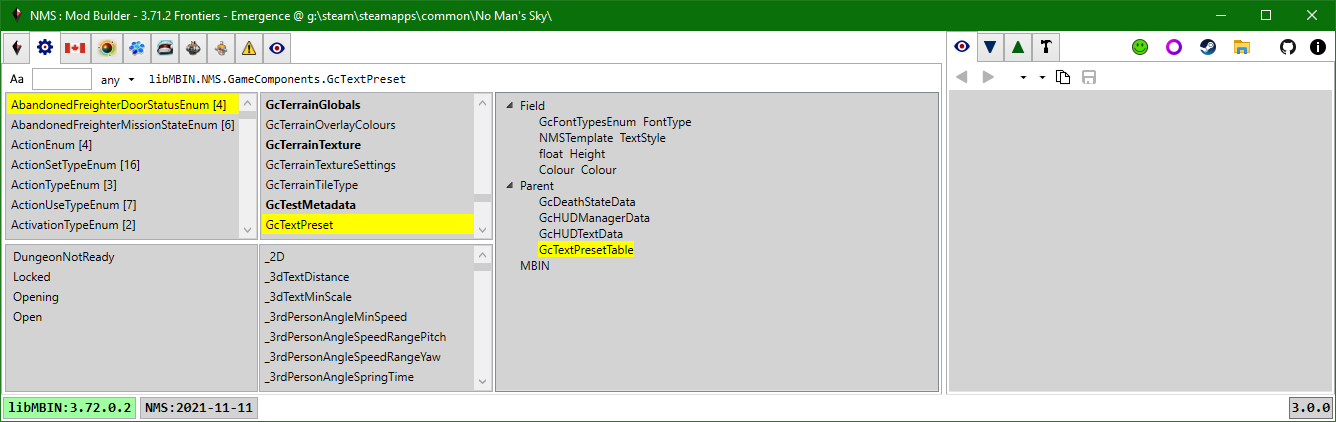 NMS : Mod Builder - 3.71.2 Frontiers - Emergence @ g:\steam\steamapps\common\No Man's Sky\
Aa any libMBIN.NMS.GameComponents.GcTextPreset
AbandonedFreighterDoorStatusEnum [4]
AbandonedFreighterMissionStateEnum [6]
ActionEnum [4]
ActionSetTypeEnum [16]
ActionTypeEnum [3]
ActionUseTypeEnum [7]
ActivationTypeEnum [2]
GcTerrainGlobals
GcTerrainOverlayColours
GcTerrainTexture
GcTerrainTextureSettings
GcTerrainTileType
GcTestMetadata
GcTextPreset
Field
GcFontTypesEnum FontType
NMSTemplate TextStyle
float Height
Colour Colour
Parent
GcDeathStateData
GcHUDManagerData
GcHUDTextData
GcTextPresetTable
MBIN
DungeonNotReady
Locked
Opening
Open
_2D
_3dTextDistance
_3dTextMinScale
_3rdPersonAngleMinSpeed
_3rdPersonAngleSpeedRangePitch
_3rdPersonAngleSpeedRangeYaw
_3rdPersonAngleSpringTime
libMBIN:3.72.0.2 NMS:2021-11-11 3.0.0